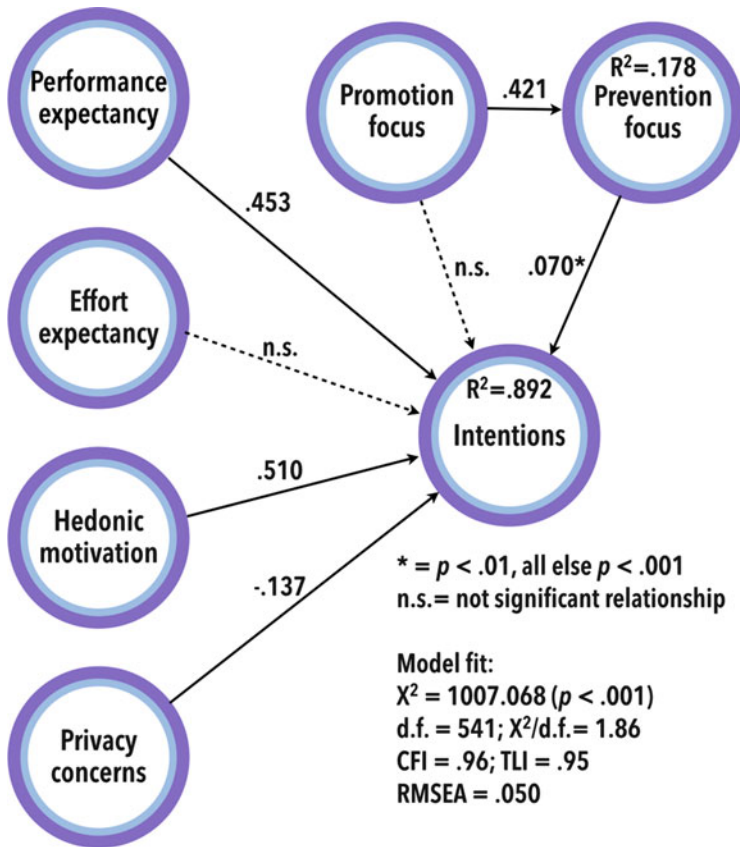 Performance
expectancy
Promotion
focus
.421
R²=.178
Prevention
focus
.453
n.s.
.070*
Effort
expectancy
n.s.
R²=.892
Intentions
Hedonic
motivation
.510
-.137
* = p < .01, all else p < .001
n.s.= not significant relationship
Privacy
concerns
Model fit:
X² = 1007.068 (p < .001)
d.f. = 541; X²/d.f.= 1.86
CFI = .96; TLI = .95
RMSEA = .050